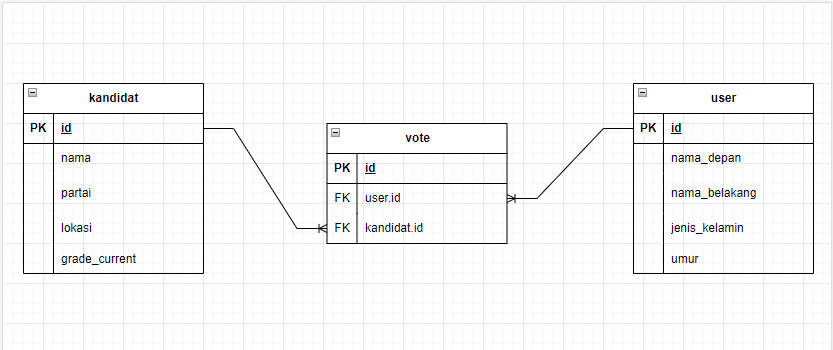 kandidat
PK id
nama
partai
lokasi
grade_current
vote
PK id
FK user.id
FK kandidat.id
user
PK id
nama_depan
nama_belakang
jenis_kelamin
umur